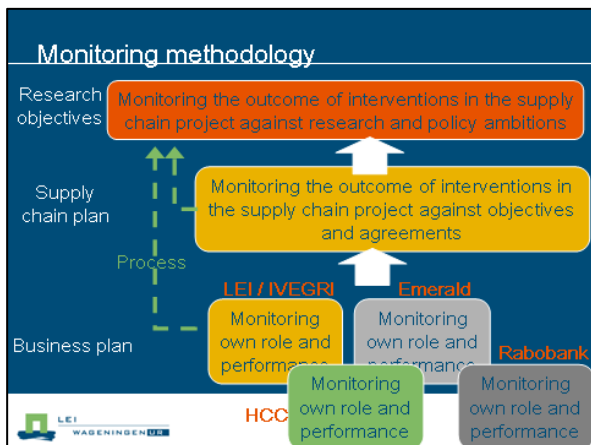 Monitoring methodology
Research
objectives
Monitoring the outcome of interventions in the supply
chain project against research and policy ambitions
Supply
chain plan
Monitoring the outcome of interventions in
the supply chain project against objectives
and agreements
Process
LEI / IVEGRI
Emerald
Business plan
Monitoring
own role and
performance
Monitoring
own role and
performance
Rabobank
HCC
Monitoring
own role and
performance
Monitoring
own role and
performance
LEI
WAGENINGEN UR